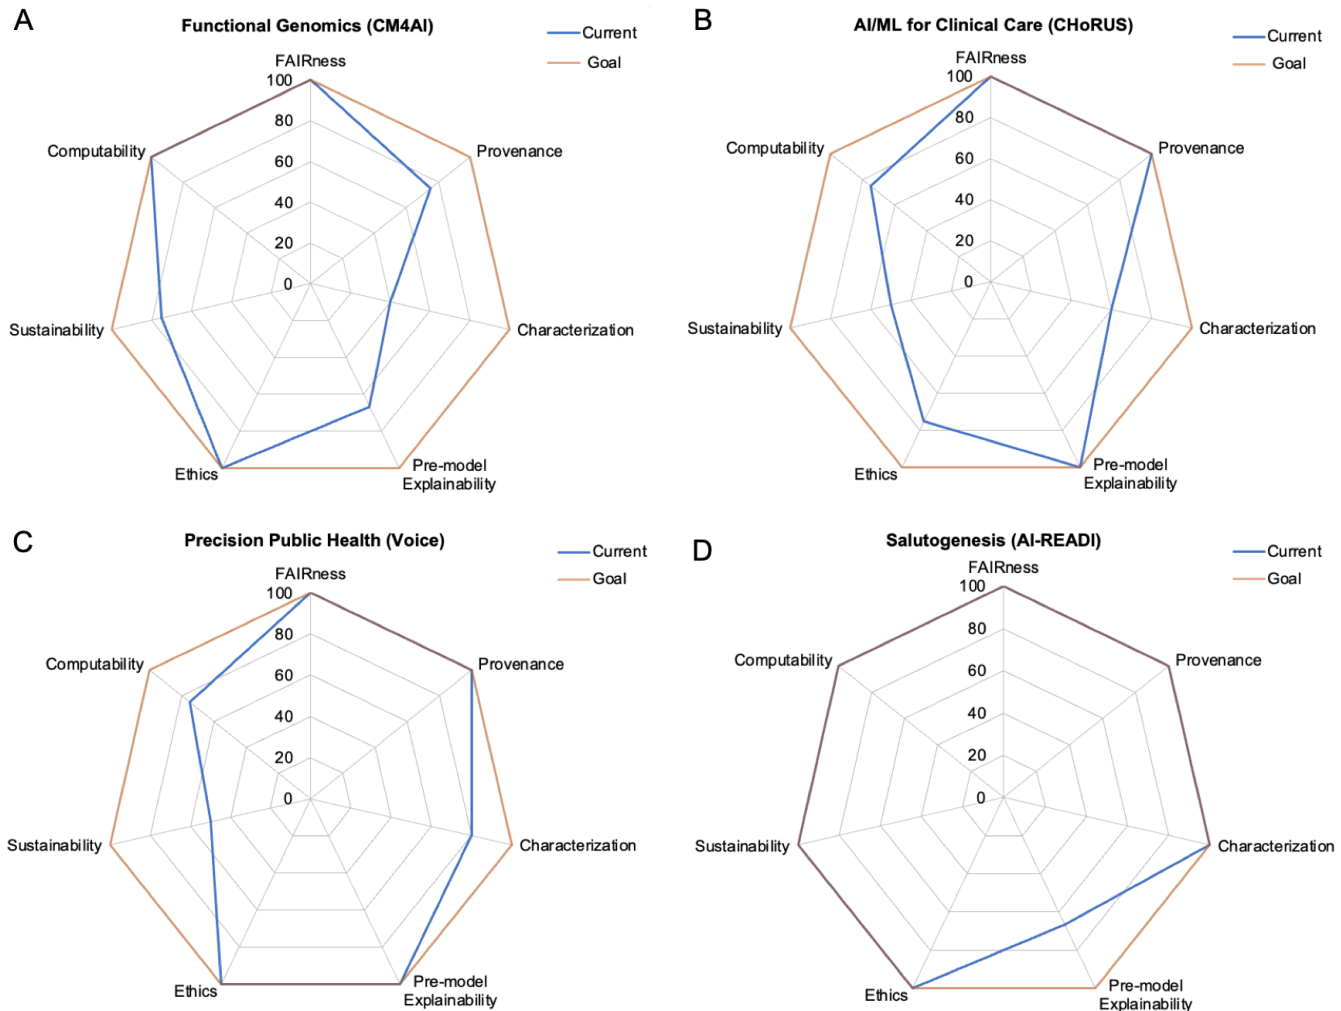 A
Functional Genomics (CM4AI)
Current
Goal
FAIRness
100
80
60
40
20
0
Computability
Provenance
Sustainability
Characterization
Ethics
Pre-model
Explainability
B
AI/ML for Clinical Care (CHoRUS)
Current
Goal
FAIRness
100
80
60
40
20
0
Computability
Provenance
Sustainability
Characterization
Ethics
Pre-model
Explainability
C
Precision Public Health (Voice)
Current
Goal
FAIRness
100
80
60
40
20
0
Computability
Provenance
Sustainability
Characterization
Ethics
Pre-model
Explainability
D
Salutogenesis (AI-READI)
Current
Goal
FAIRness
100
80
60
40
20
0
Computability
Provenance
Sustainability
Characterization
Ethics
Pre-model
Explainability